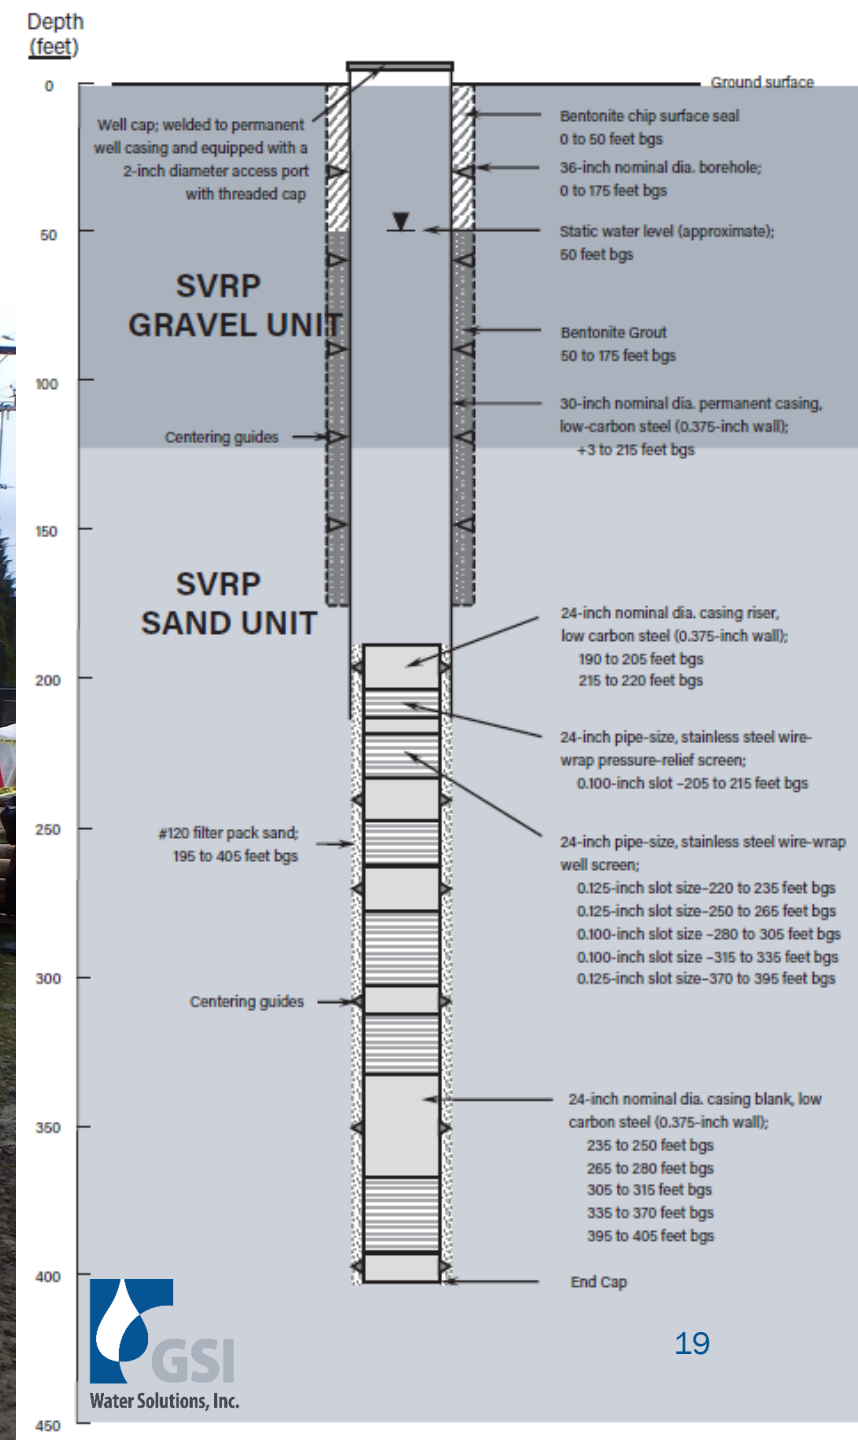 Depth
(feet)
0
Ground surface
Well cap; welded to permanent
well casing and equipped with a
2-inch diameter access port
with threaded cap
Bentonite chip surface seal
0 to 50 feet bgs
36-inch nominal dia. borehole;
0 to 175 feet bgs
50
Static water level (approximate);
50 feet bgs
SVRP
GRAVEL UNIT
Bentonite Grout
50 to 175 feet bgs
100
30-inch nominal dia. permanent casing,
low-carbon steel (0.375-inch wall);
+3 to 215 feet bgs
Centering guides
150
SVRP
SAND UNIT
24-inch nominal dia. casing riser,
low carbon steel (0.375-inch wall);
190 to 205 feet bgs
215 to 220 feet bgs
200
24-inch pipe-size, stainless steel wire-
wrap pressure-relief screen;
0.100-inch slot –205 to 215 feet bgs
250
#120 filter pack sand;
195 to 405 feet bgs
24-inch pipe-size, stainless steel wire-wrap
well screen;
0.125-inch slot size–220 to 235 feet bgs
0.125-inch slot size–250 to 265 feet bgs
0.100-inch slot size –280 to 305 feet bgs
0.100-inch slot size –315 to 335 feet bgs
0.125-inch slot size–370 to 395 feet bgs
300
Centering guides
350
24-inch nominal dia. casing blank, low
carbon steel (0.375-inch wall);
235 to 250 feet bgs
265 to 280 feet bgs
305 to 315 feet bgs
335 to 370 feet bgs
395 to 405 feet bgs
400
End Cap
GSI
Water Solutions, Inc.
19
450